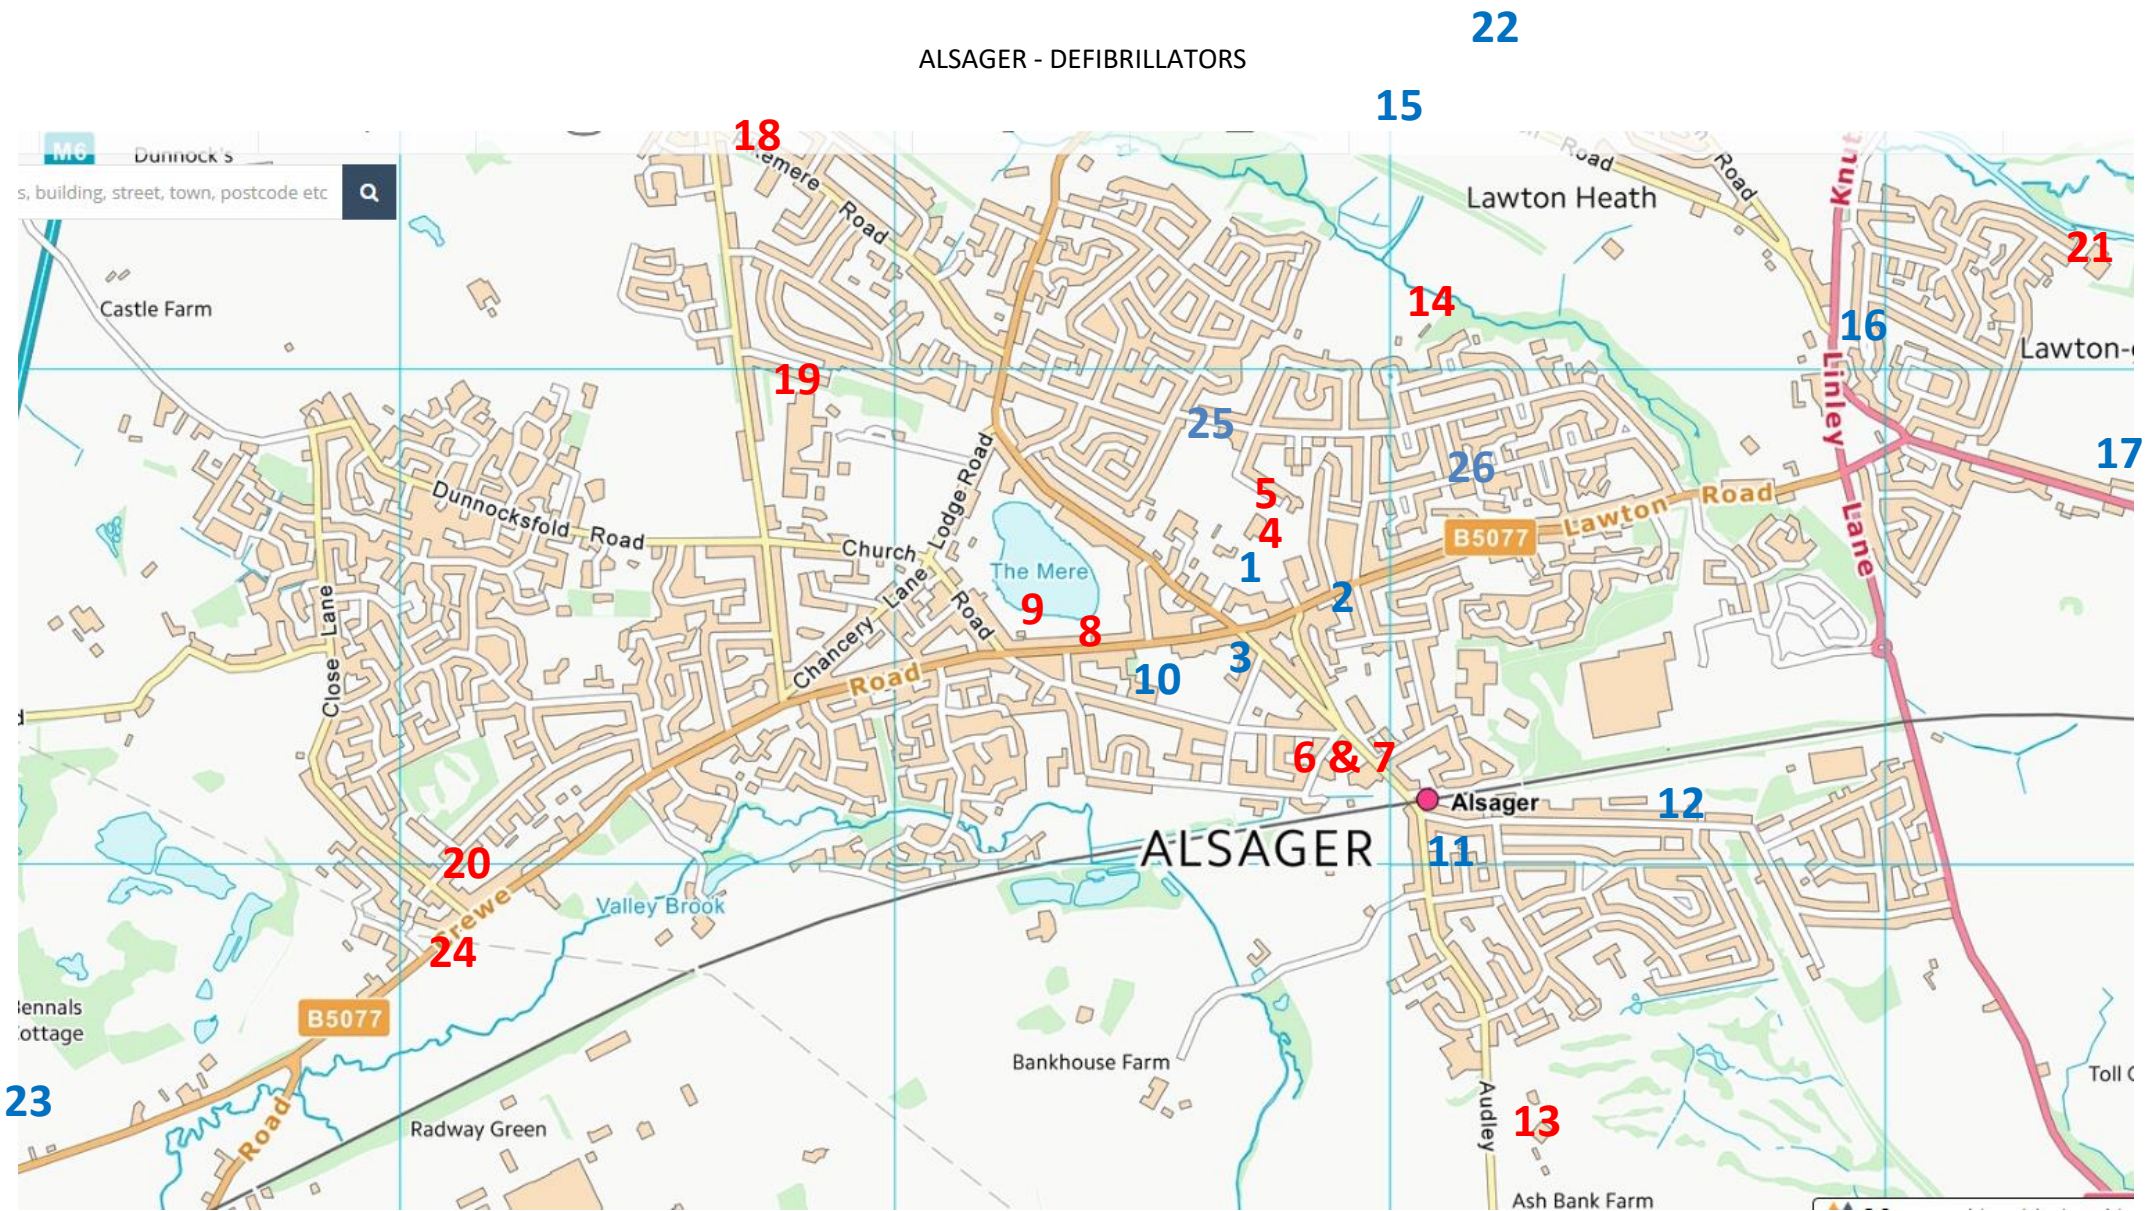 22
ALSAGER - DEFIBRILLATORS
15
18
M6
Dunnock's
Road
Road
Knut
s, building, street, town, postcode etc
Road
Lawton Heath
21
Castle Farm
14
16
Lawton-
Linley
Lane
19
25
26
17
Lodge Road
Dunnocksfold Road
5
4
B5077
Lawton Road
Church
Road
The Mere
1
2
Close Lane
Chancery Lane
9
8
3
10
Road
6 & 7
Alsager
12
ALSAGER
11
20
Valley Brook
Crewe
24
B5077
Bankhouse Farm
23
Toll
Road
Radway Green
Audley
13
Ash Bank Farm